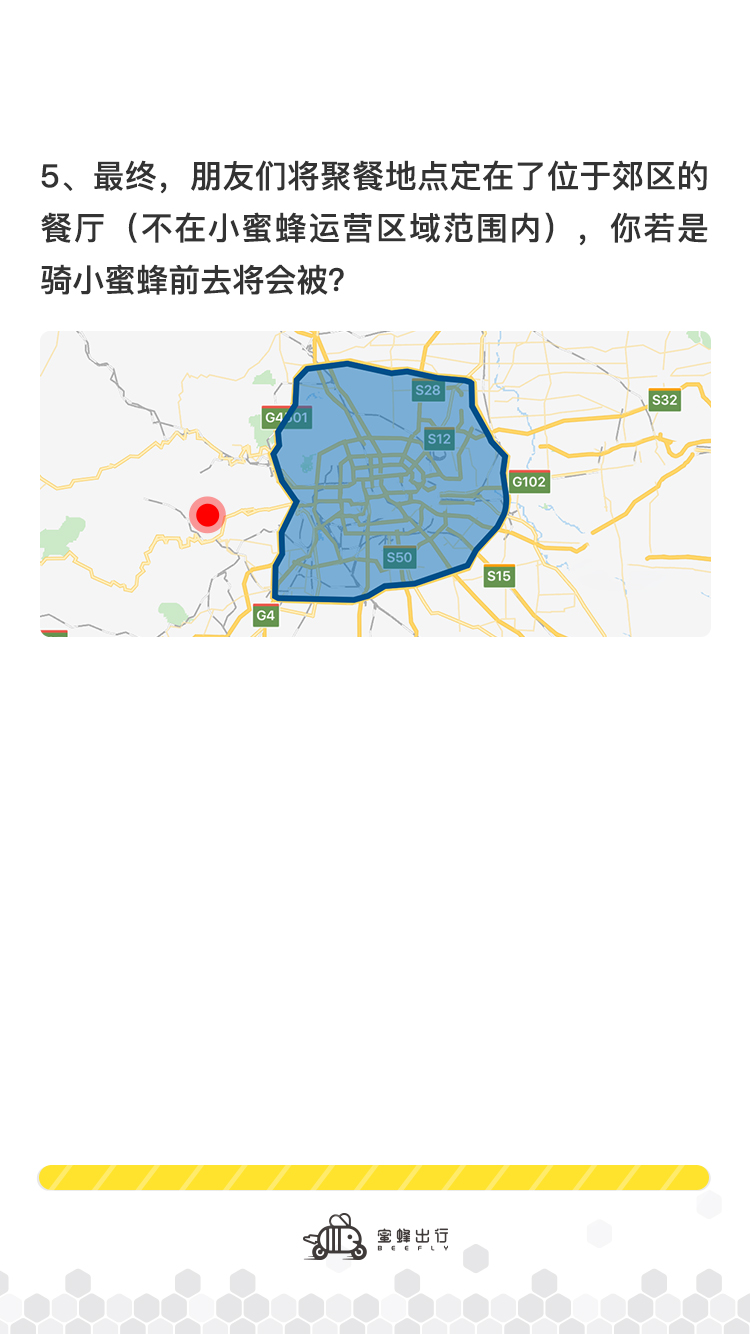 5、最终，朋友们将聚餐地点定在了位于郊区的
餐厅（不在小蜜蜂运营区域范围内），你若是
骑小蜜蜂前去将会被？
S28
S32
G4501
S12
G102
S50
S15
G4
蜜蜂出行
BEEFLY